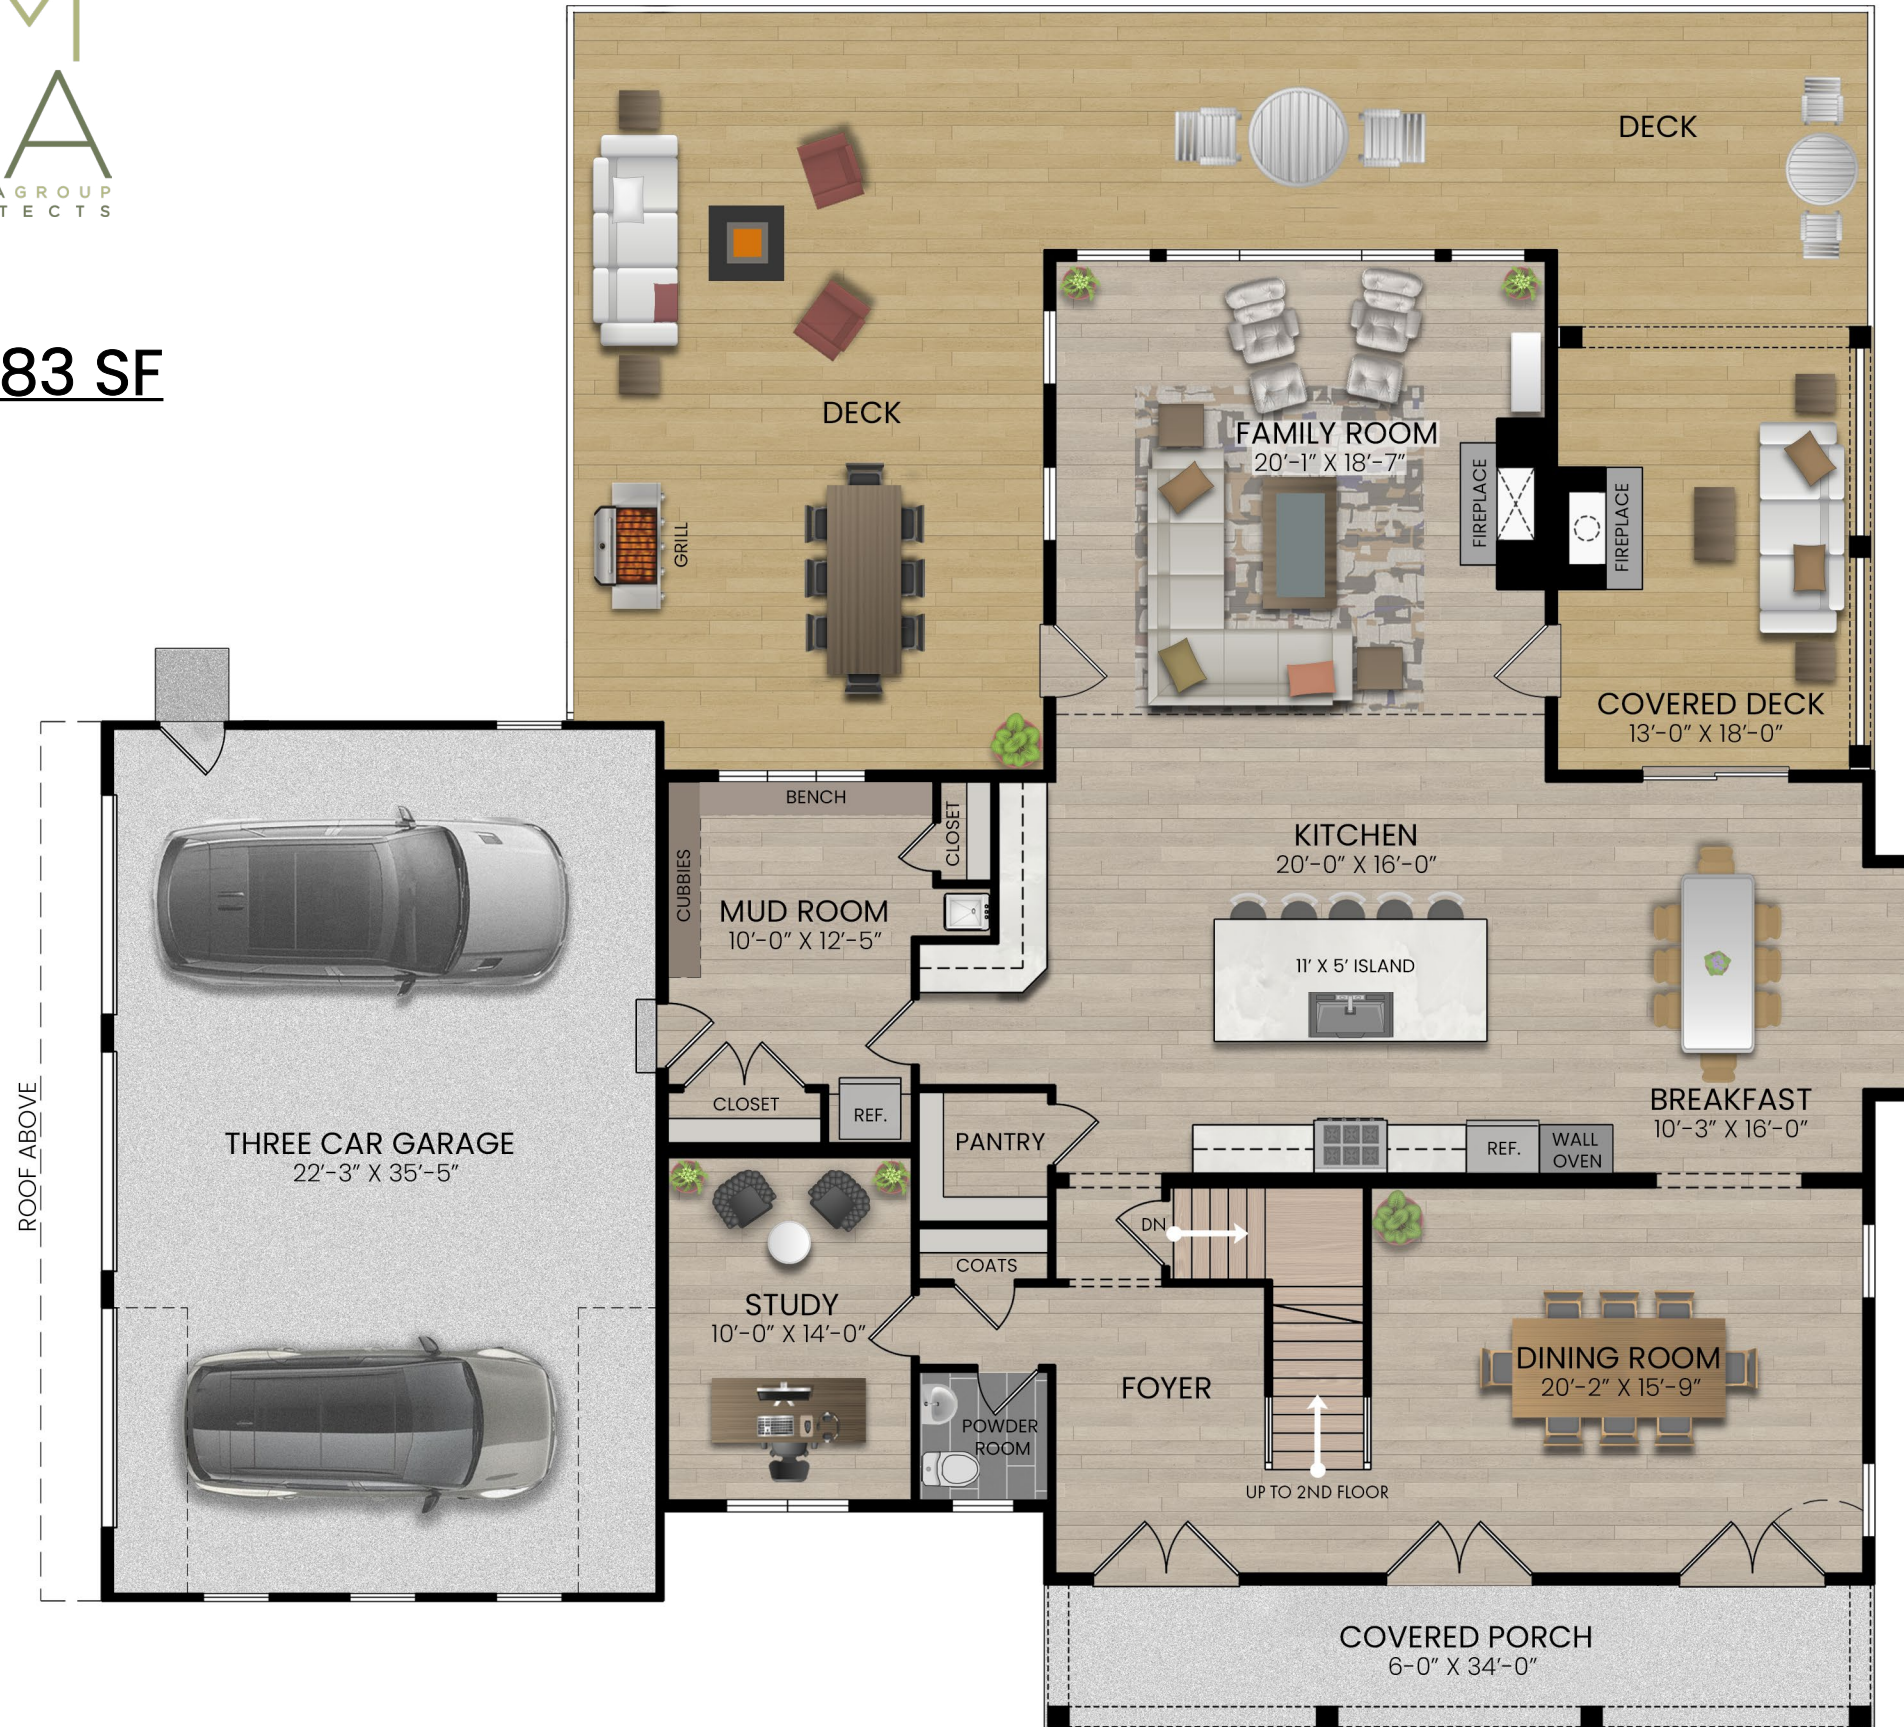 M
A
AGROUP
TECTS
83 SF
DECK
DECK
FAMILY ROOM
20'-1" X 18'-7"
FIREPLACE
FIREPLACE
GRILL
COVERED DECK
13'-0" X 18'-0"
BENCH
CLOSET
CUBBIES
MUD ROOM
10'-0" X 12'-5"
KITCHEN
20'-0" X 16'-0"
11' X 5' ISLAND
BREAKFAST
10'-3" X 16'-0"
CLOSET
REF.
PANTRY
REF.
WALL
OVEN
ROOF ABOVE
THREE CAR GARAGE
22'-3" X 35'-5"
DN
COATS
STUDY
10'-0" X 14'-0"
FOYER
DINING ROOM
20'-2" X 15'-9"
POWDER
ROOM
UP TO 2ND FLOOR
COVERED PORCH
6-0" X 34'-0"